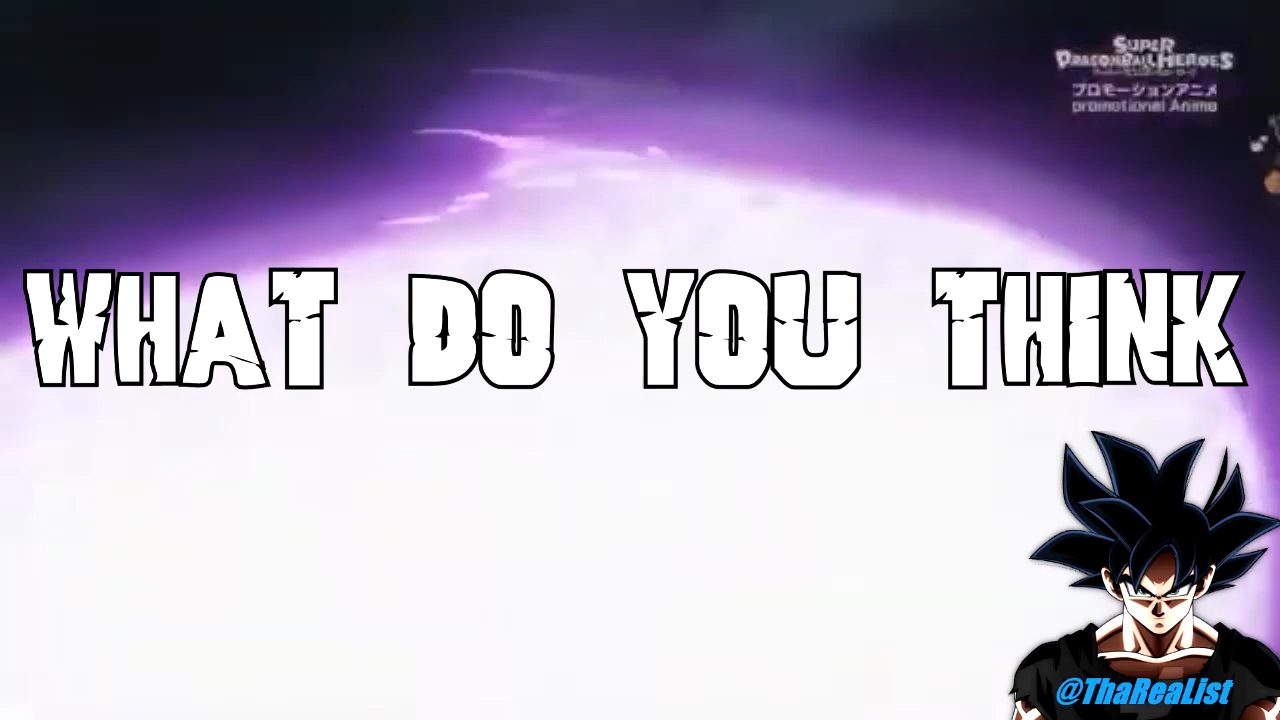 SUPER
DRAGONBALL HEROES
プロモーションアニメ
promotional Anime
WHAT DO YOU THINK
@ThaReaList